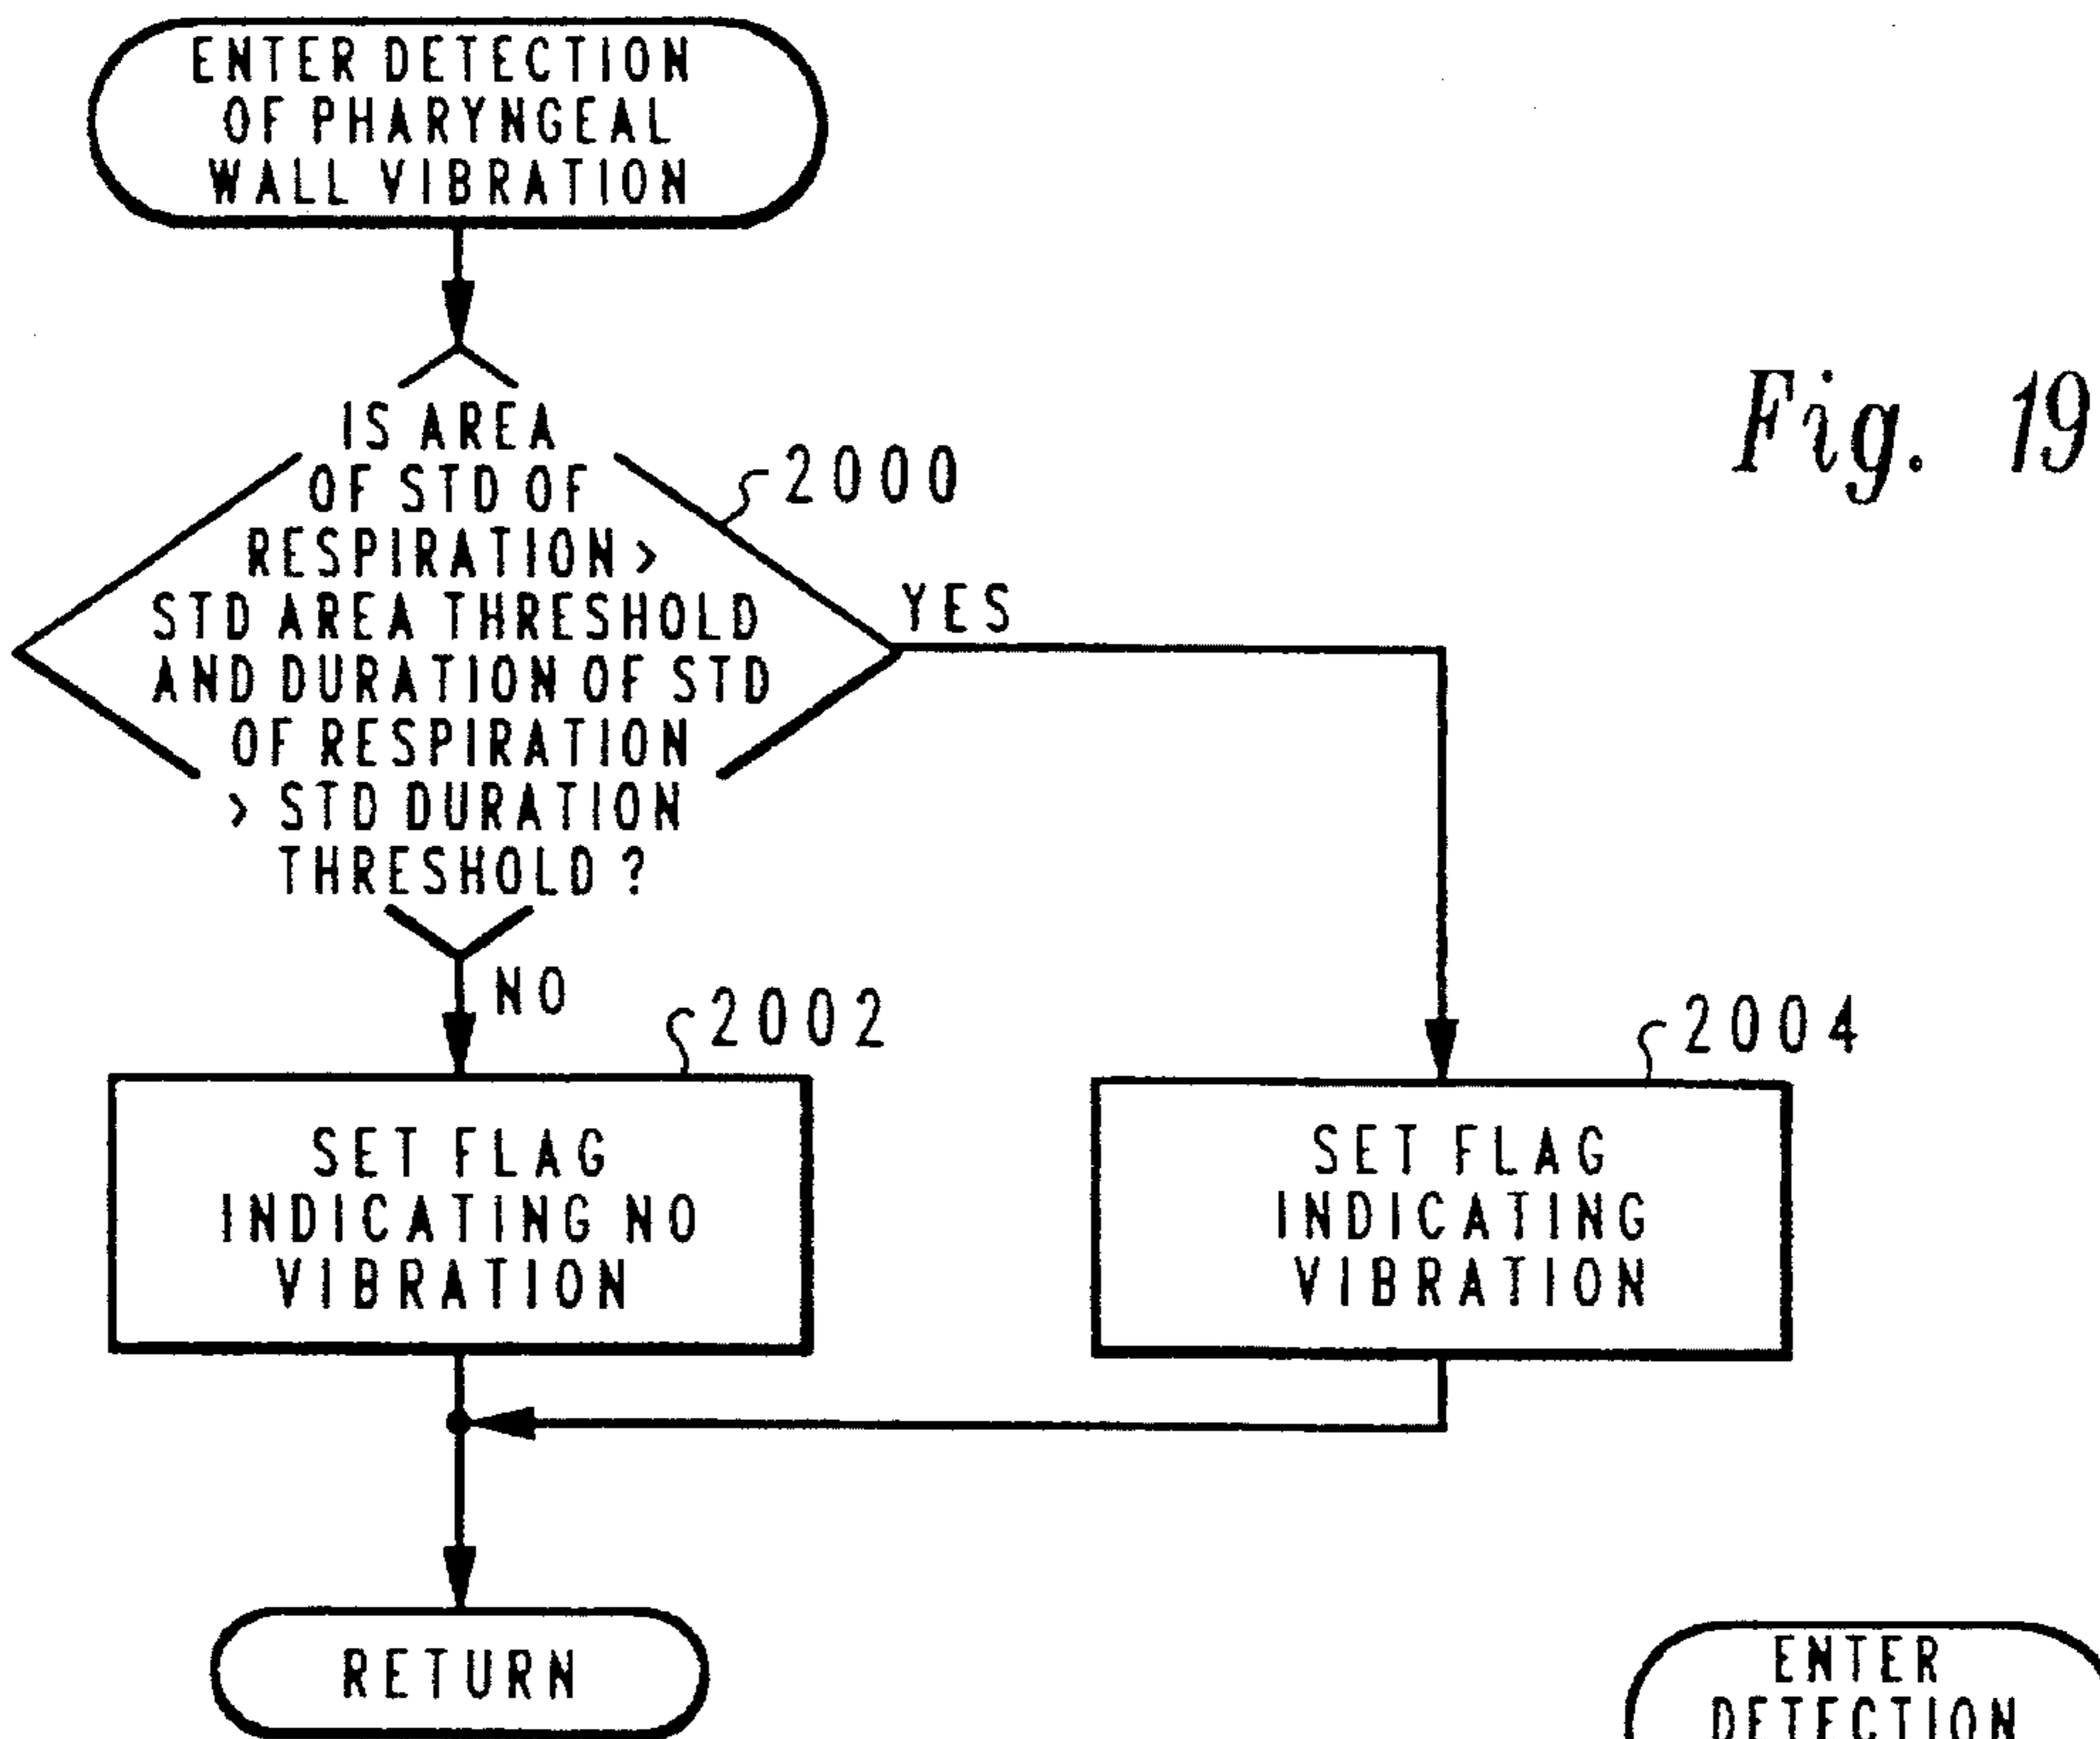 ENTER DETECTION
OF PHARYNGEAL
WALL VIBRATION
Fig. 19
IS AREA
OF STD OF
RESPIRATION >
STD AREA THRESHOLD
AND DURATION OF STD
OF RESPIRATION
> STD DURATION
THRESHOLD ?
2000
YES
NO
2002
2004
SET FLAG
INDICATING NO
VIBRATION
SET FLAG
INDICATING
VIBRATION
RETURN
ENTER
DETECTION